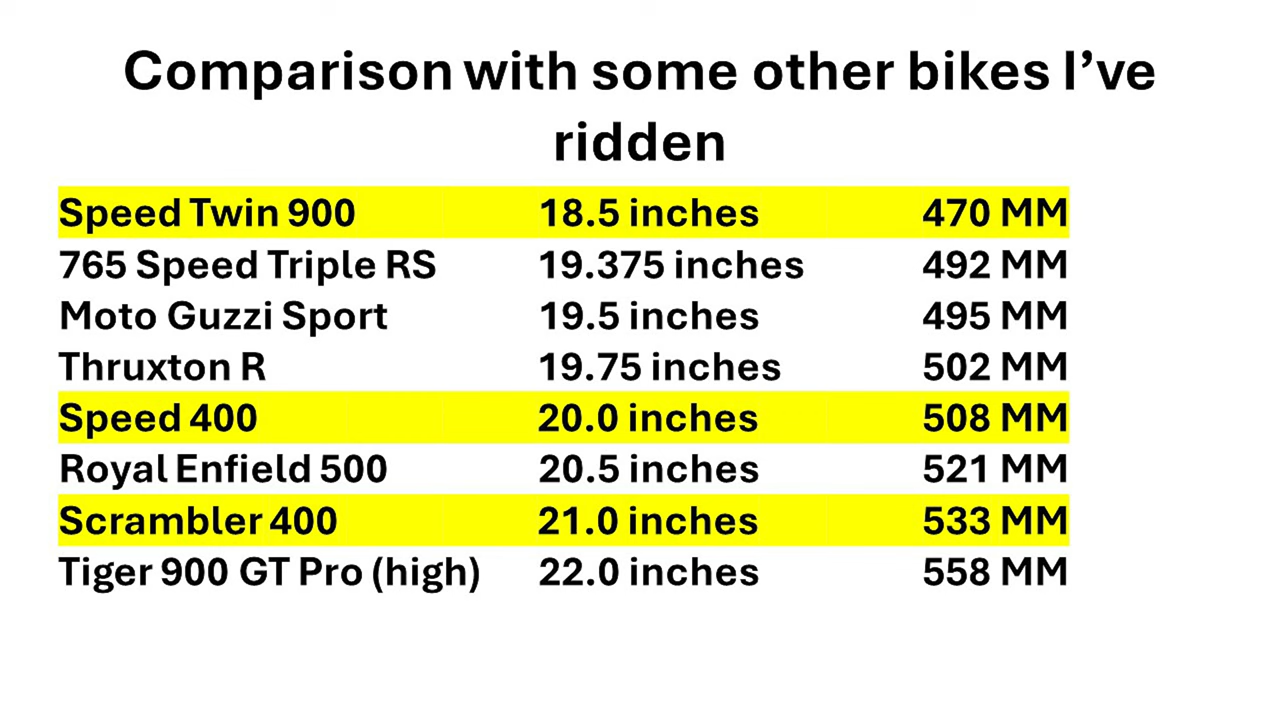 Comparison with some other bikes I’ve
ridden
Speed Twin 900 18.5 inches 470 MM
765 Speed Triple RS 19.375 inches 492 MM
Moto Guzzi Sport 19.5 inches 495 MM
Thruxton R 19.75 inches 502 MM
Speed 400 20.0 inches 508 MM
Royal Enfield 500 20.5 inches 521 MM
Scrambler 400 21.0 inches 533 MM
Tiger 900 GT Pro (high) 22.0 inches 558 MM